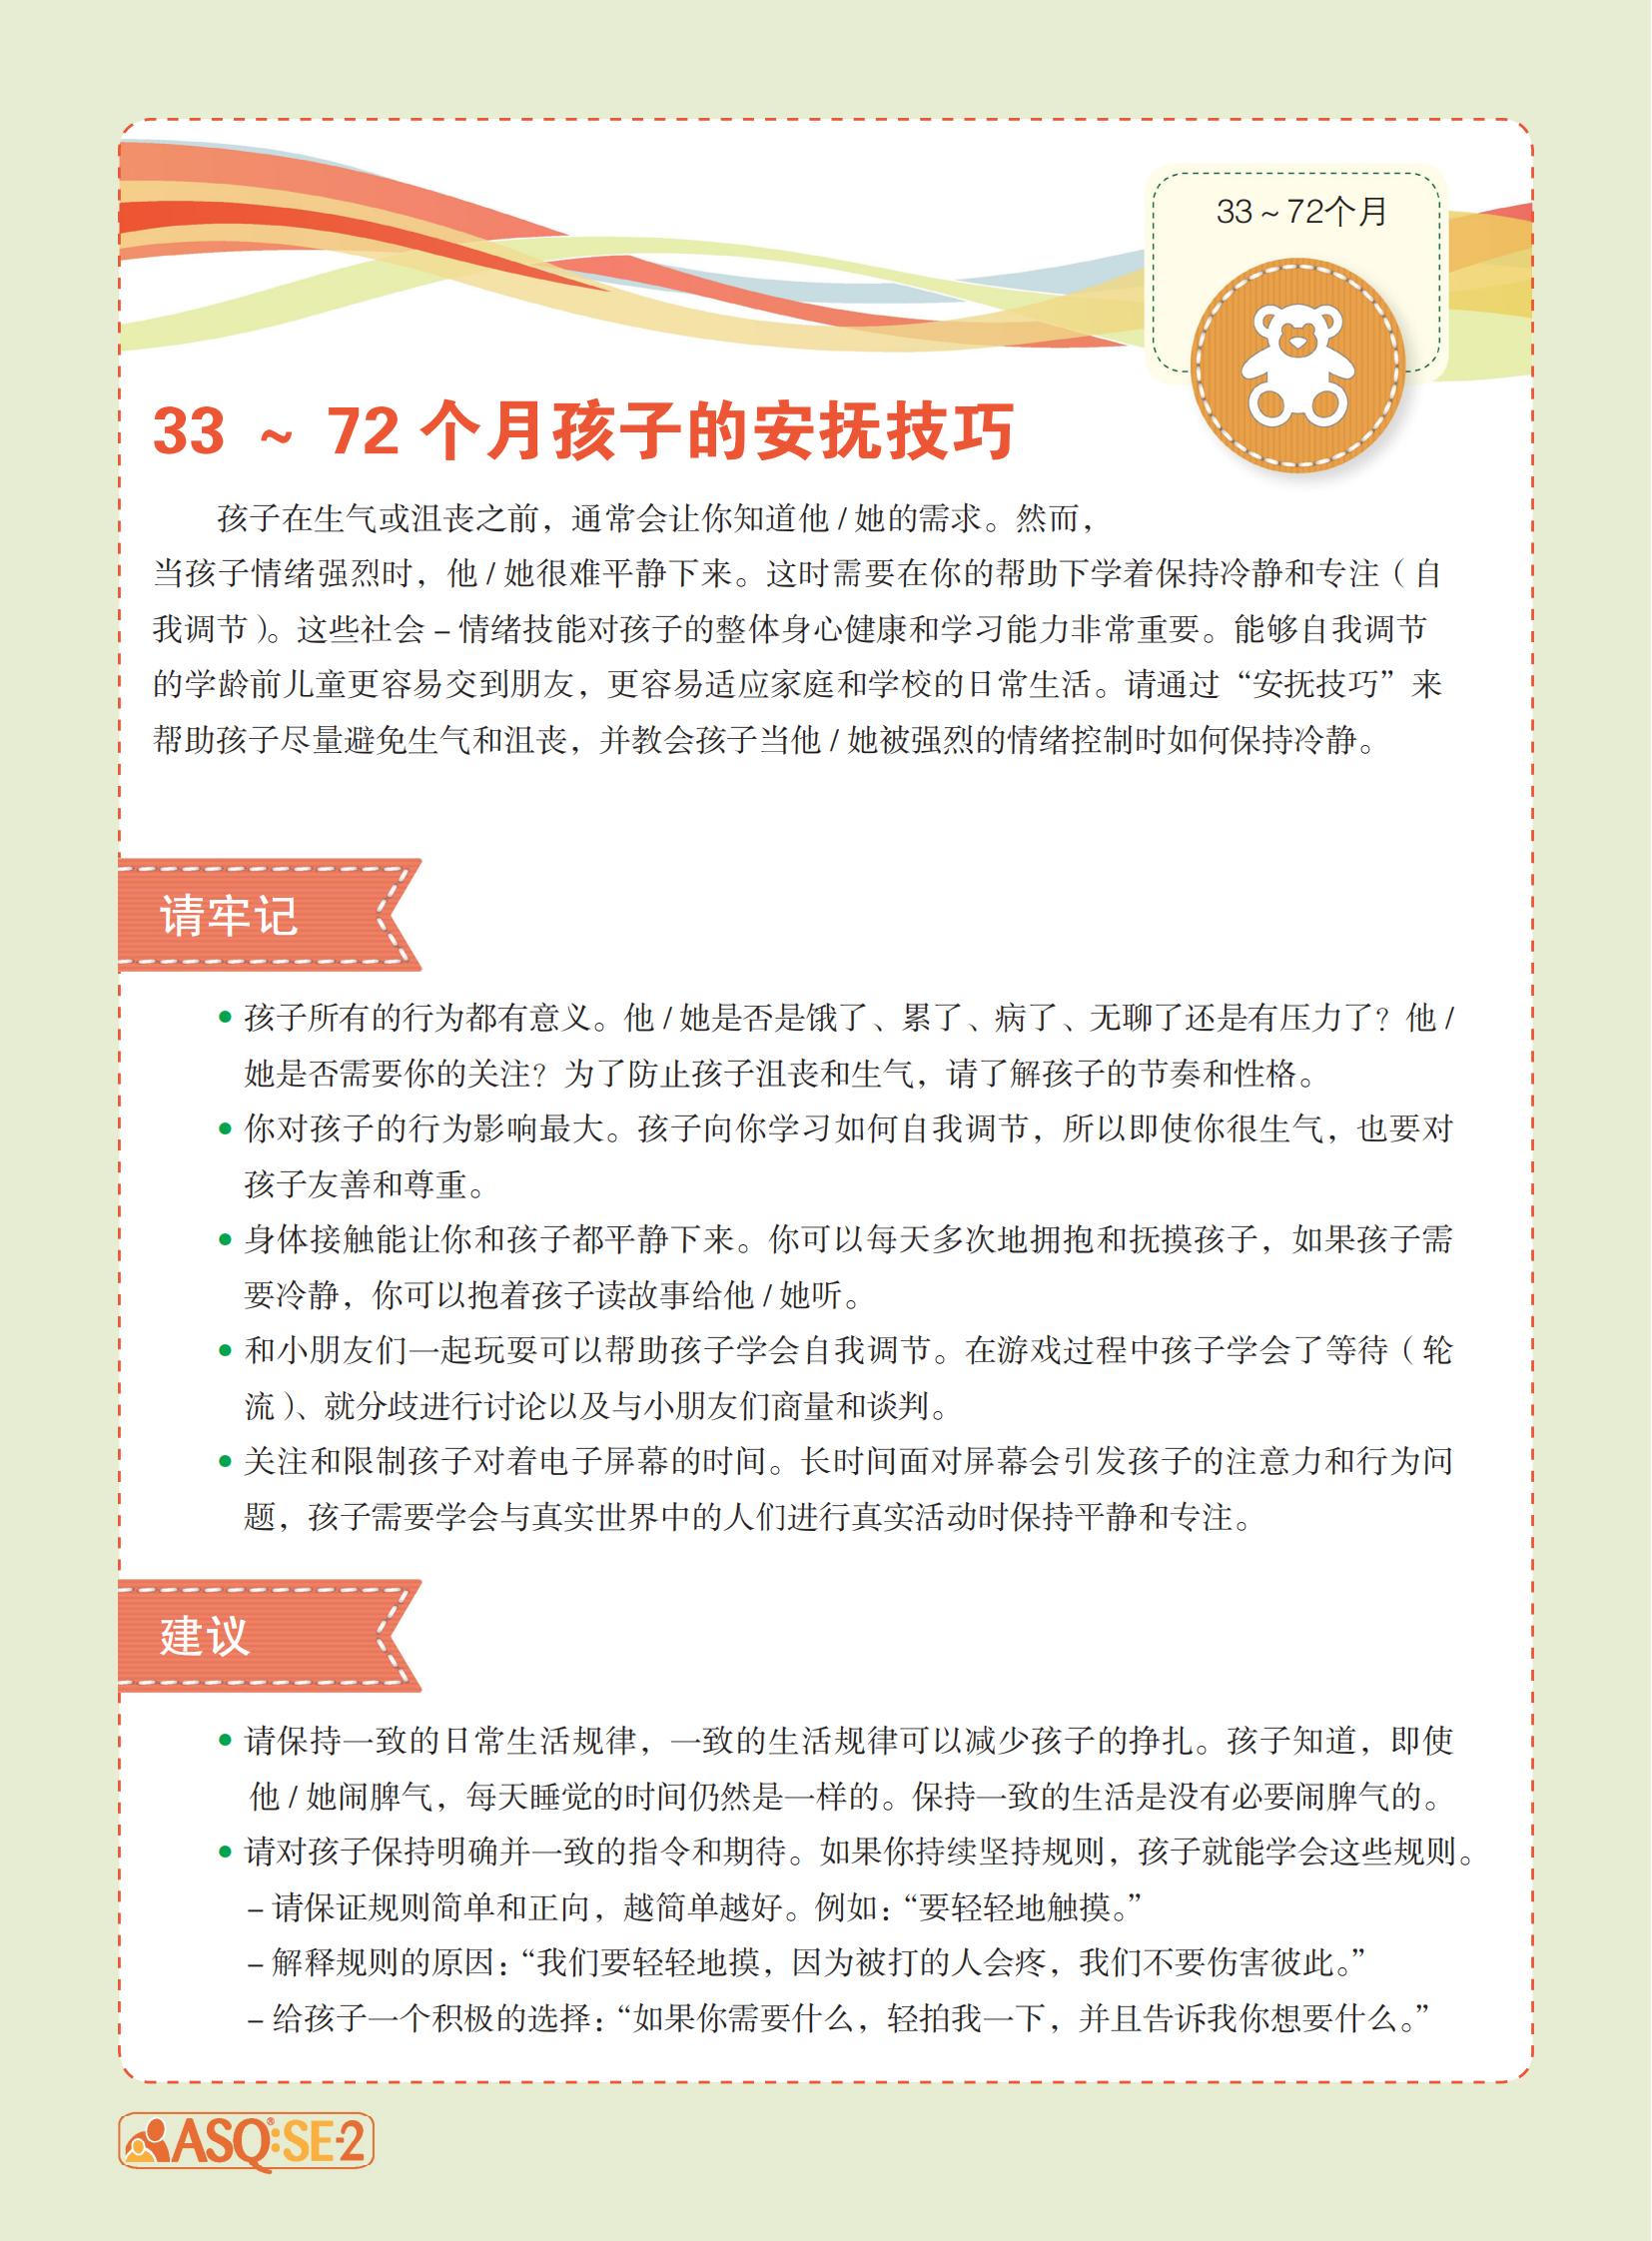 33～72个月
33 ～ 72 个月孩子的安抚技巧
孩子在生气或沮丧之前，通常会让你知道他 / 她的需求。然而，
当孩子情绪强烈时，他 / 她很难平静下来。这时需要在你的帮助下学着保持冷静和专注（自
我调节）。这些社会 – 情绪技能对孩子的整体身心健康和学习能力非常重要。能够自我调节
的学龄前儿童更容易交到朋友，更容易适应家庭和学校的日常生活。请通过“安抚技巧”来
帮助孩子尽量避免生气和沮丧，并教会孩子当他 / 她被强烈的情绪控制时如何保持冷静。
请牢记
• 孩子所有的行为都有意义。他 / 她是否是饿了、累了、病了、无聊了还是有压力了？他 /
她是否需要你的关注？为了防止孩子沮丧和生气，请了解孩子的节奏和性格。
• 你对孩子的行为影响最大。孩子向你学习如何自我调节，所以即使你很生气，也要对
孩子友善和尊重。
• 身体接触能让你和孩子都平静下来。你可以每天多次地拥抱和抚摸孩子，如果孩子需
要冷静，你可以抱着孩子读故事给他 / 她听。
• 和小朋友们一起玩耍可以帮助孩子学会自我调节。在游戏过程中孩子学会了等待（轮
流）、就分歧进行讨论以及与小朋友们商量和谈判。
• 关注和限制孩子对着电子屏幕的时间。长时间面对屏幕会引发孩子的注意力和行为问
题，孩子需要学会与真实世界中的人们进行真实活动时保持平静和专注。
建议
• 请保持一致的日常生活规律，一致的生活规律可以减少孩子的挣扎。孩子知道，即使
他 / 她闹脾气，每天睡觉的时间仍然是一样的。保持一致的生活是没有必要闹脾气的。
• 请对孩子保持明确并一致的指令和期待。如果你持续坚持规则，孩子就能学会这些规则。
– 请保证规则简单和正向，越简单越好。例如：“要轻轻地触摸。”
– 解释规则的原因：“我们要轻轻地摸，因为被打的人会疼，我们不要伤害彼此。”
– 给孩子一个积极的选择：“如果你需要什么，轻拍我一下，并且告诉我你想要什么。”
ASQ®:SE-2